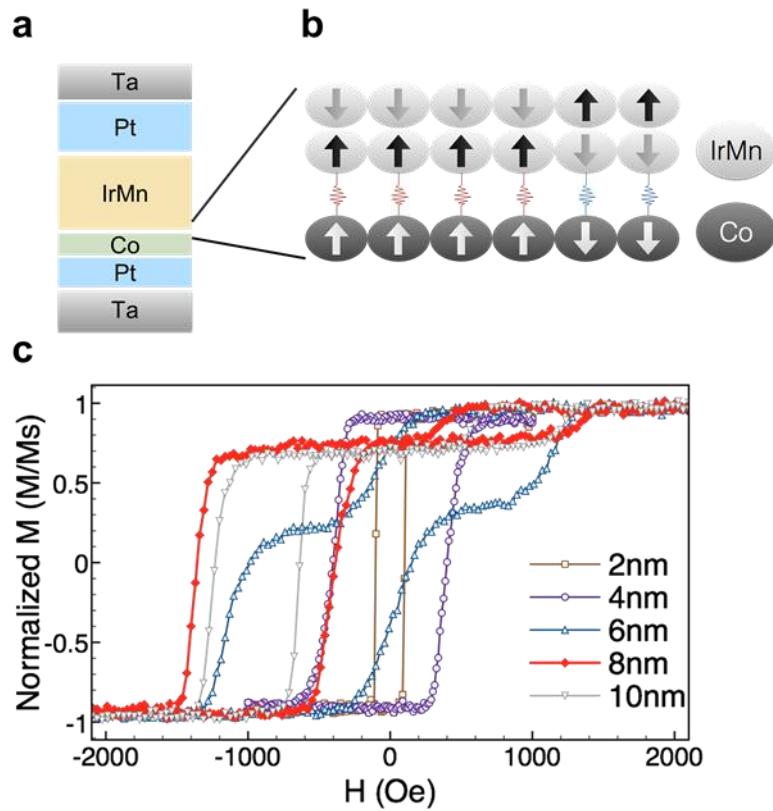 a
b
Ta
Pt
IrMn
Co
Pt
Ta
IrMn
Co
c
Normalized M (M/Ms)
1
0.5
0
-0.5
-1
2nm
4nm
6nm
8nm
10nm
-2000 -1000 0 1000 2000
H (Oe)